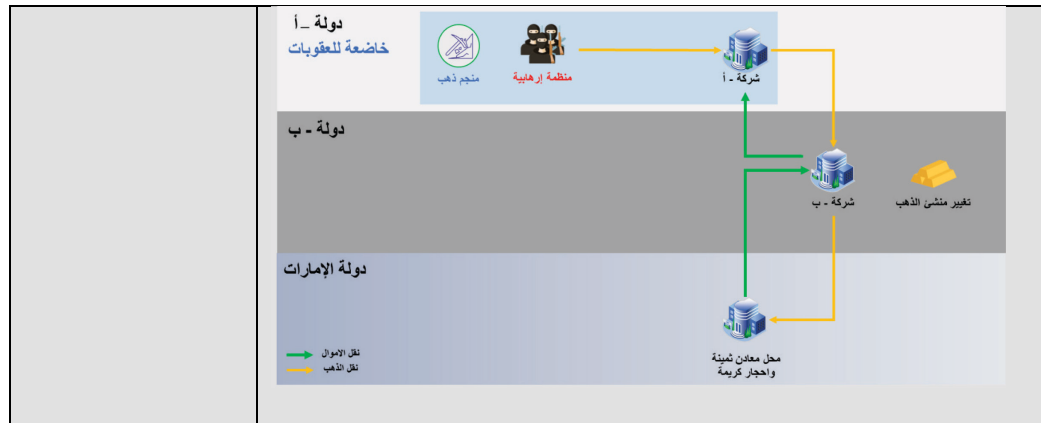 دولة _أ
خاضعة للعقوبات
منجم ذهب
منظمة إرهابية
شركة - أ
دولة - ب
شركة - ب
تغيير منشئ الذهب
دولة الإمارات
محل معادن ثمينة
واحجار كريمة
نقل الاموال
نقل الذهب